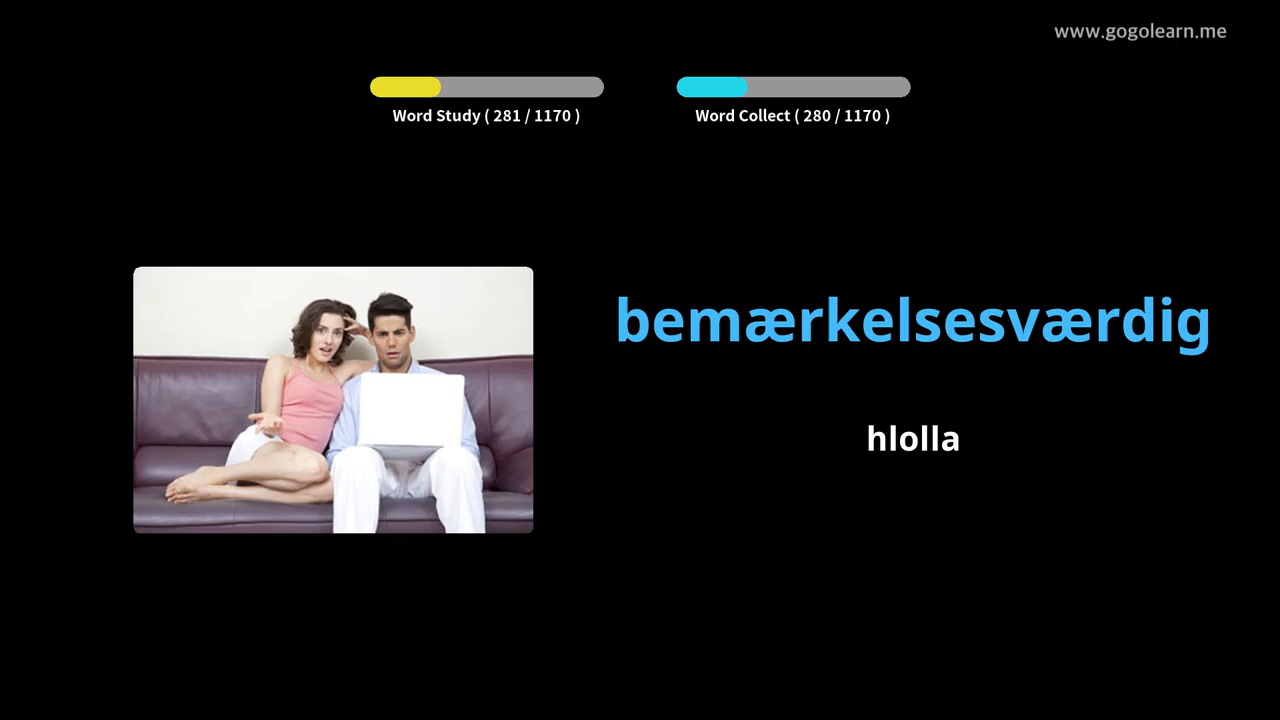 www.gogolearn.me
Word Study ( 281 / 1170 )
Word Collect ( 280 / 1170 )
bemærkelsesværdig
hlolla